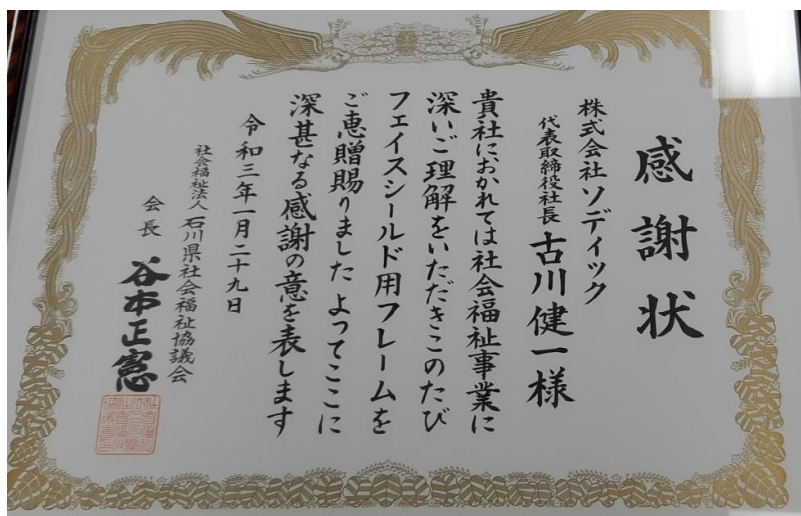 感謝状
株式会社ソディック
代表取締役社長 古川健一様
貴社におかれては社会福祉事業に
深いご理解をいただきこのたび
フェイスシールド用フレームを
ご恵贈賜りました よってここに
深甚なる感謝の意を表します
令和三年一月二十九日
社会福祉法人 石川県社会福祉協議会
会長 谷本正憲